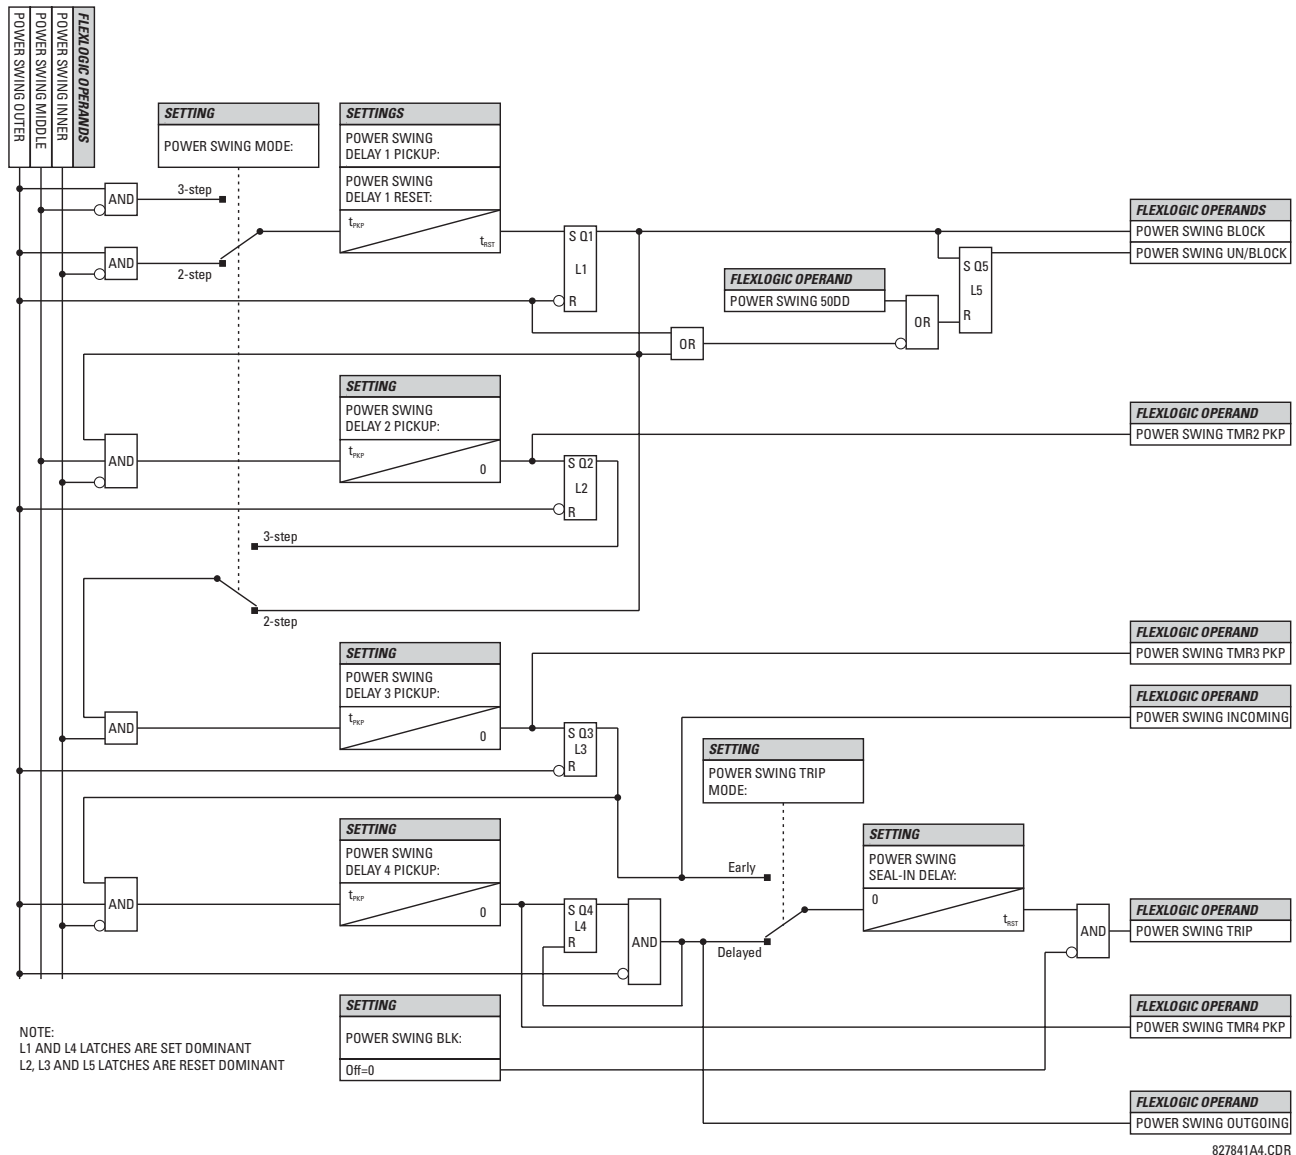 POWER SWING OUTER
POWER SWING MIDDLE
POWER SWING INNER
FLEXLOGIC OPERANDS
SETTING
POWER SWING MODE:
SETTINGS
POWER SWING
DELAY 1 PICKUP:
POWER SWING
DELAY 1 RESET:
tPKP
tRST
AND
3-step
AND
2-step
S Q1
L1
R
FLEXLOGIC OPERANDS
POWER SWING BLOCK
POWER SWING UN/BLOCK
FLEXLOGIC OPERAND
POWER SWING 50DD
OR
OR
S Q5
L5
R
SETTING
POWER SWING
DELAY 2 PICKUP:
tPKP
0
AND
S Q2
L2
R
FLEXLOGIC OPERAND
POWER SWING TMR2 PKP
3-step
2-step
SETTING
POWER SWING
DELAY 3 PICKUP:
tPKP
0
AND
S Q3
L3
R
FLEXLOGIC OPERAND
POWER SWING TMR3 PKP
FLEXLOGIC OPERAND
POWER SWING INCOMING
SETTING
POWER SWING TRIP
MODE:
Early
Delayed
SETTING
POWER SWING
DELAY 4 PICKUP:
tPKP
0
AND
S Q4
L4
R
AND
SETTING
POWER SWING
SEAL-IN DELAY:
0
tRST
AND
FLEXLOGIC OPERAND
POWER SWING TRIP
SETTING
POWER SWING BLK:
Off=0
FLEXLOGIC OPERAND
POWER SWING TMR4 PKP
FLEXLOGIC OPERAND
POWER SWING OUTGOING
NOTE:
L1 AND L4 LATCHES ARE SET DOMINANT
L2, L3 AND L5 LATCHES ARE RESET DOMINANT
827841A4.CDR